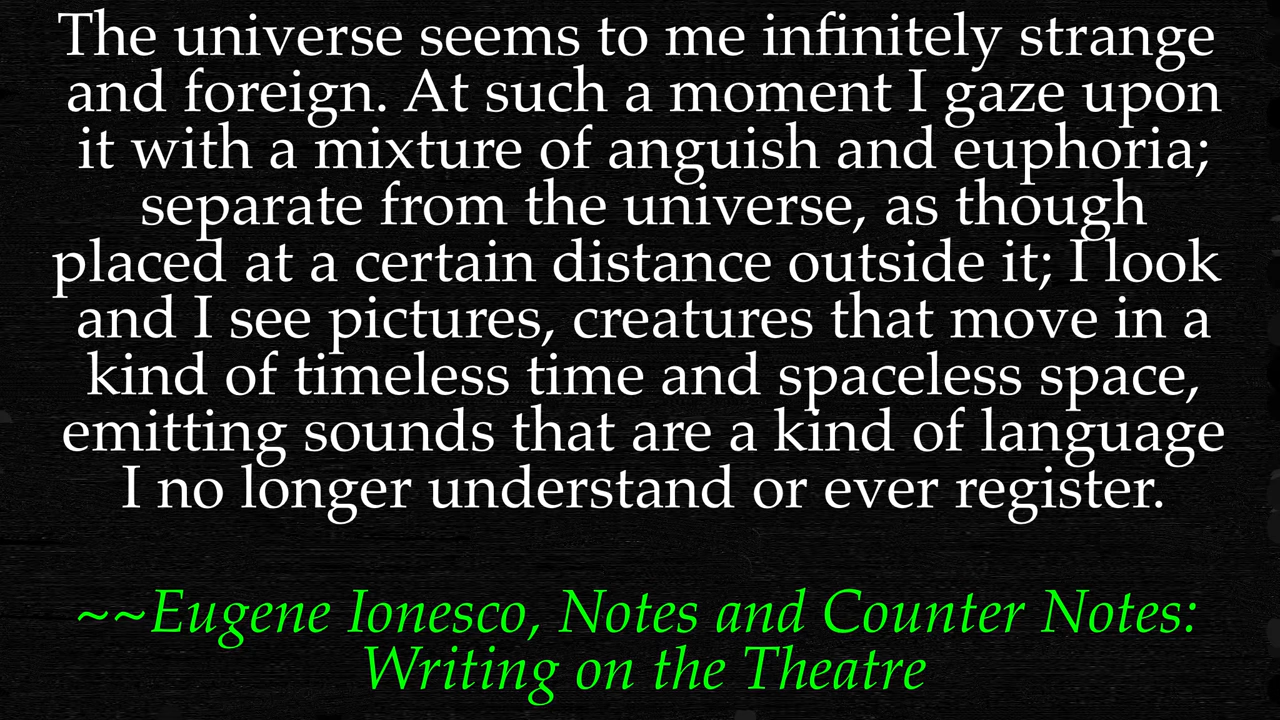 The universe seems to me infinitely strange
and foreign. At such a moment I gaze upon
it with a mixture of anguish and euphoria;
separate from the universe, as though
placed at a certain distance outside it; I look
and I see pictures, creatures that move in a
kind of timeless time and spaceless space,
emitting sounds that are a kind of language
I no longer understand or ever register.
~~Eugene Ionesco, Notes and Counter Notes:
Writing on the Theatre